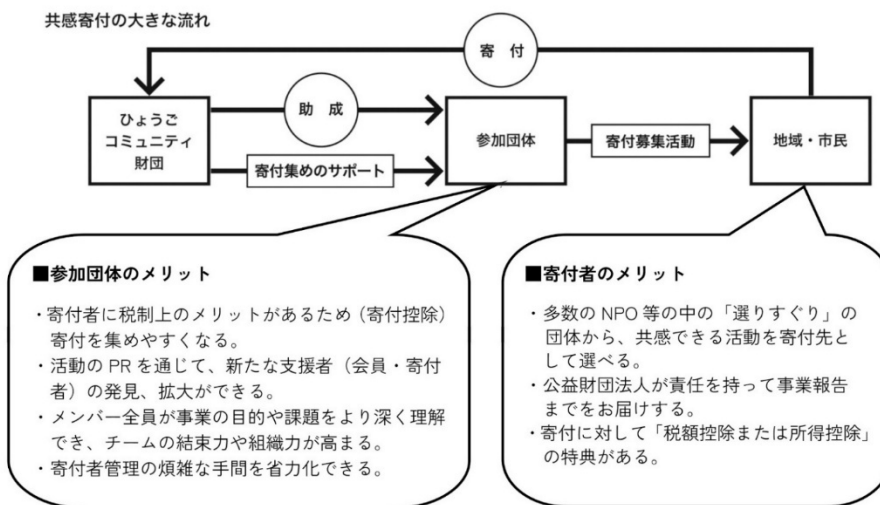 共感寄付の大きな流れ
寄　付
ひょうご
コミュニティ
財団
助　成
寄付集めのサポート
参加団体
寄付募集活動
地域・市民
■参加団体のメリット
・寄付者に税制上のメリットがあるため（寄付控除）
寄付を集めやすくなる。
・活動の PR を通じて、新たな支援者（会員・寄付
者）の発見、拡大ができる。
・メンバー全員が事業の目的や課題をより深く理解
でき、チームの結束力や組織力が高まる。
・寄付者管理の煩雑な手間を省力化できる。
■寄付者のメリット
・多数の NPO 等の中の「選りすぐり」の
団体から、共感できる活動を寄付先と
して選べる。
・公益財団法人が責任を持って事業報告
までをお届けする。
・寄付に対して「税額控除または所得控除」
の特典がある。